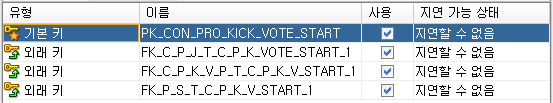 유형 이름 사용 지연 가능 상태
기본 키 PK_CON_PRO_KICK_VOTE_START 지연할 수 없음
외래 키 FK_C_P_J_T_C_P_K_VOTE_START_1 지연할 수 없음
외래 키 FK_C_P_K_V_P_T_C_P_K_V_START_1 지연할 수 없음
외래 키 FK_P_S_T_C_P_K_V_START_1 지연할 수 없음